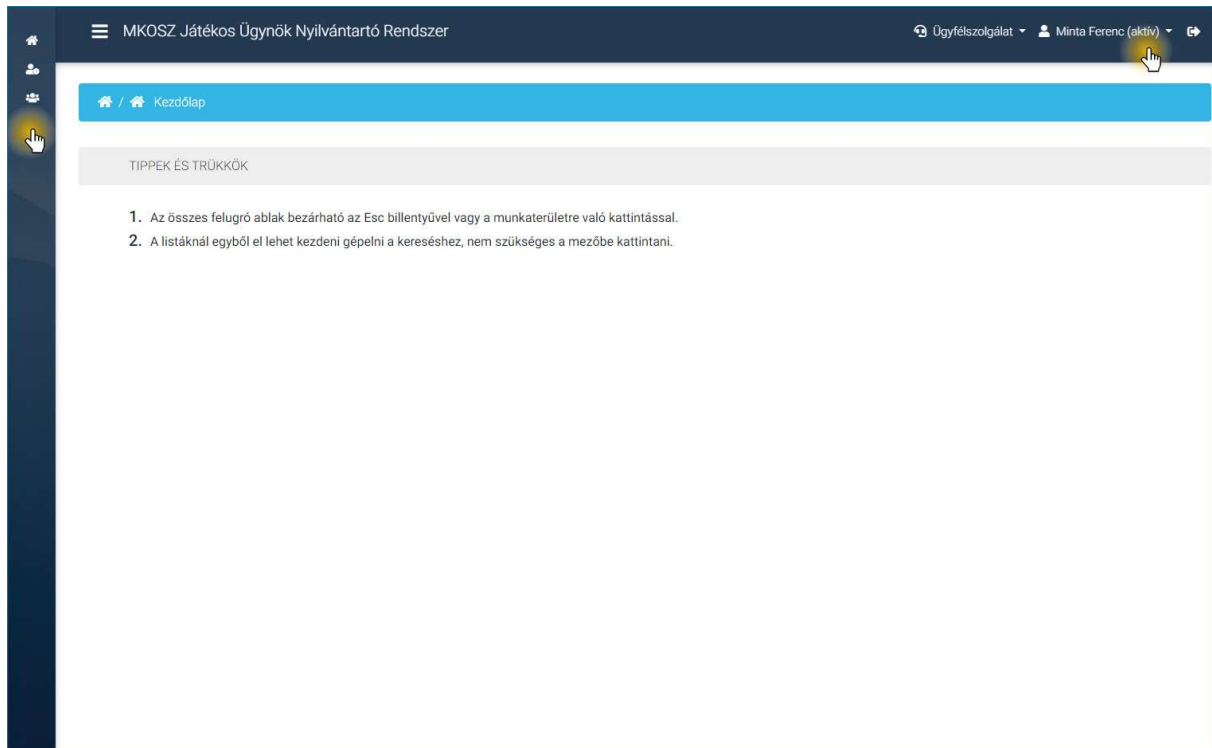 MKOSZ Játékos Ügynök Nyilvántartó Rendszer
Ügyfélszolgálat
Minta Ferenc (aktív)
/ Kezdőlap
TIPPEK ÉS TRÜKKÖK
1. Az összes felugró ablak bezárható az Esc billentyűvel vagy a munkaterületre való kattintással.
2. A listáknál egyből el lehet kezdeni gépelni a kereséshez, nem szükséges a mezőbe kattintani.